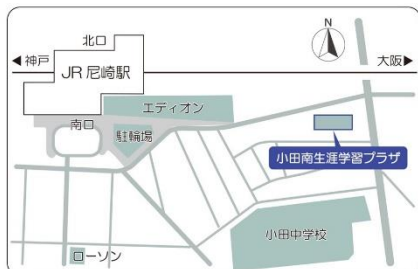 北口
N
◀神戸
JR尼崎駅
大阪▶
エディオン
南口
駐輪場
小田南生涯学習プラザ
小田中学校
ローソン